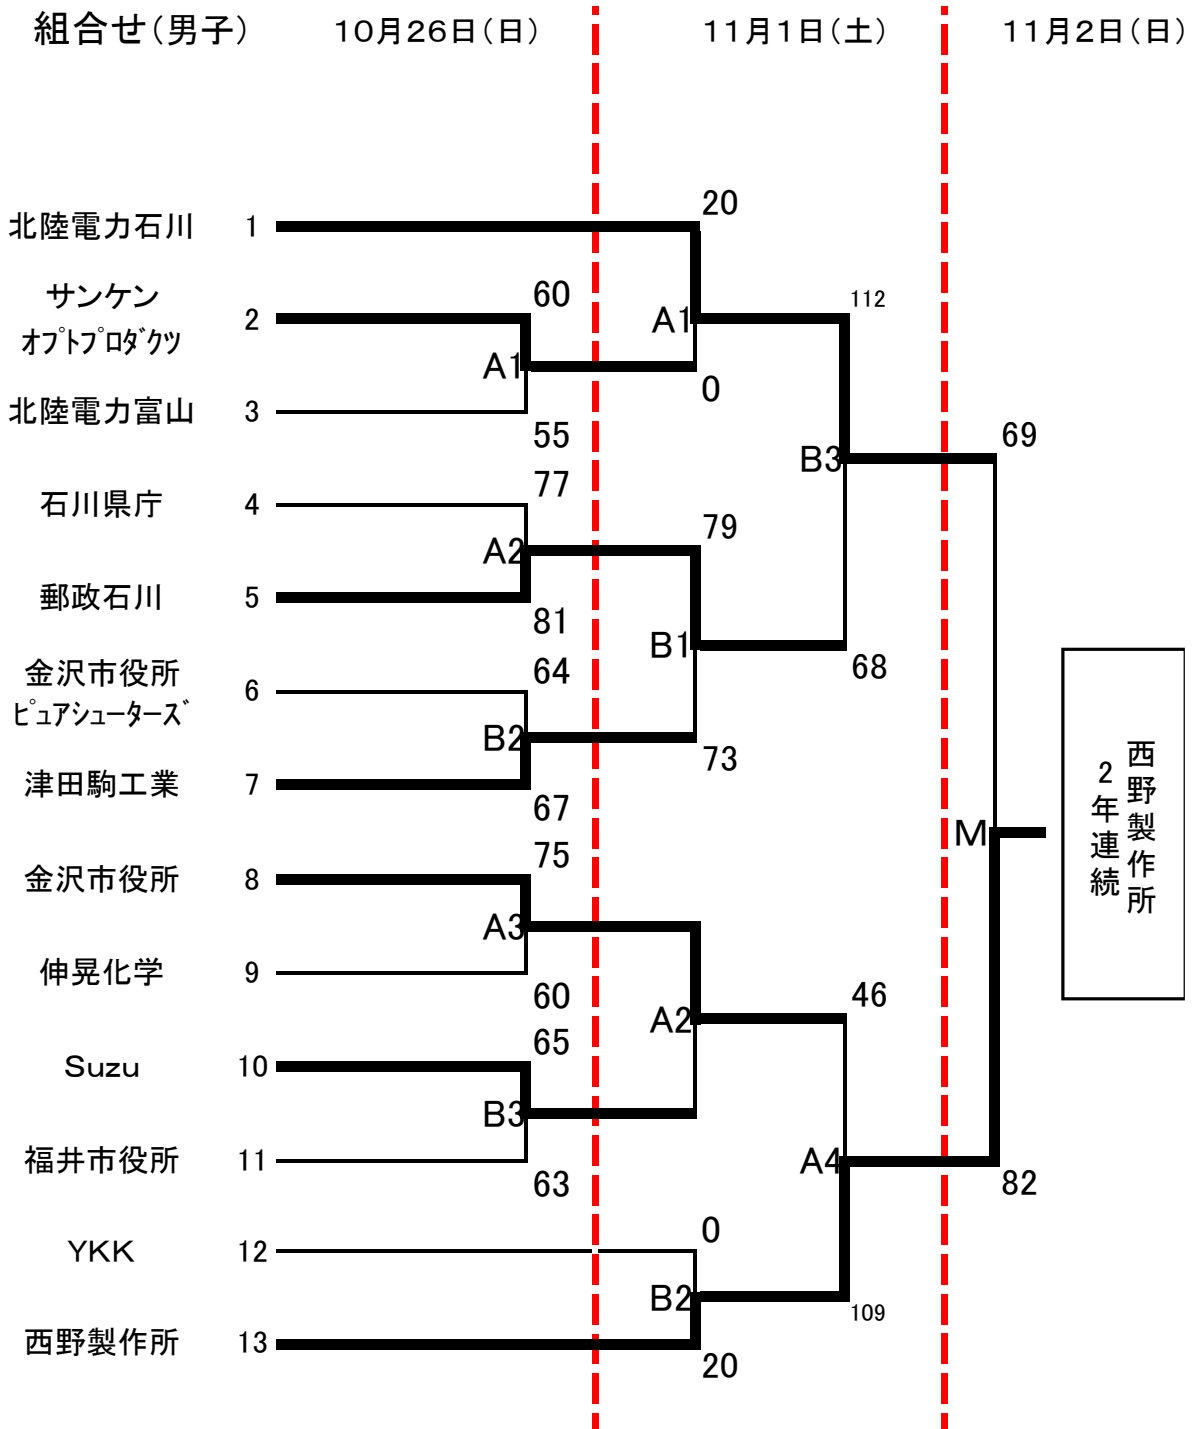 組合せ（男子） 10月26日（日） 11月1日（土） 11月2日（日）
20
北陸電力石川 1
サンケン 60 112
2 A1
オプトプロダクツ
A1
0
北陸電力富山 3
55 69
B3
77
石川県庁 4
79
A2
郵政石川 5
81
B1
金沢市役所 64 68
6
ピュアシューターズ
B2
73
津田駒工業 7
67
西野製作所
2年連続
M
75
金沢市役所 8
A3
伸晃化学 9
60 46
A2
65
Suzu 10
B3
福井市役所 11 A4
63 82
0
YKK 12
B2
109
西野製作所 13
20